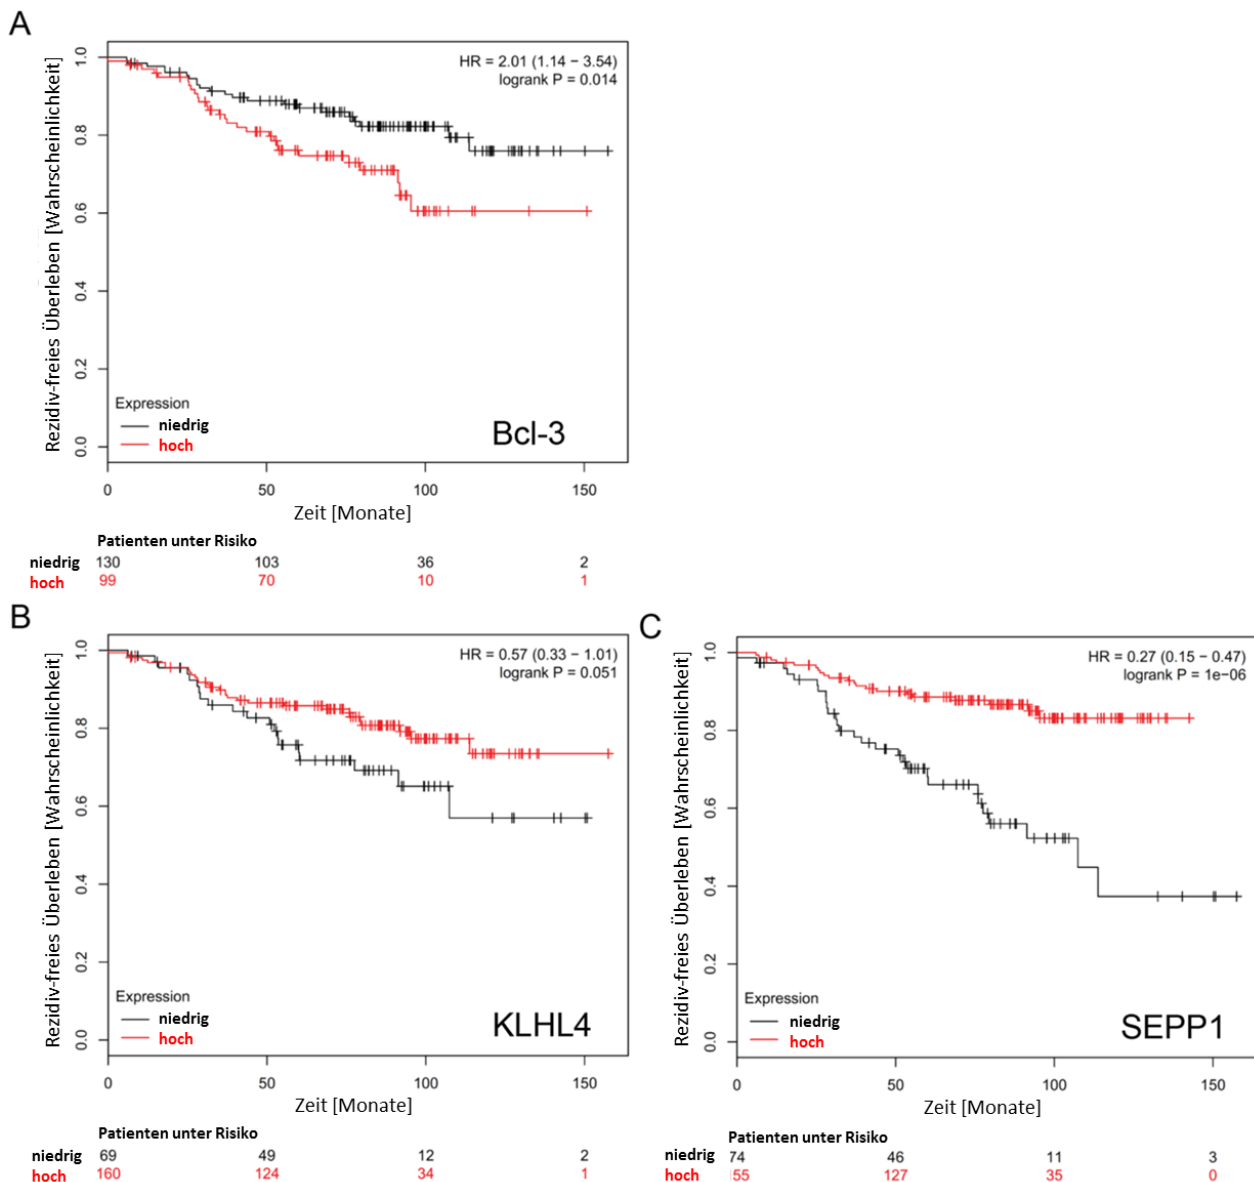 A
Rezidiv-freies Überleben [Wahrscheinlichkeit]
1.0
0.8
0.6
0.4
0.2
0.0
HR = 2.01 (1.14 − 3.54)
logrank P = 0.014
Expression
niedrig
hoch
Bcl-3
0 50 100 150
Zeit [Monate]
Patienten unter Risiko
niedrig 130 103 36 2
hoch 99 70 10 1
B
Rezidiv-freies Überleben [Wahrscheinlichkeit]
1.0
0.8
0.6
0.4
0.2
0.0
HR = 0.57 (0.33 − 1.01)
logrank P = 0.051
Expression
niedrig
hoch
KLHL4
0 50 100 150
Zeit [Monate]
Patienten unter Risiko
niedrig 69 49 12 2
hoch 160 124 34 1
C
Rezidiv-freies Überleben [Wahrscheinlichkeit]
1.0
0.8
0.6
0.4
0.2
0.0
HR = 0.27 (0.15 − 0.47)
logrank P = 1e−06
Expression
niedrig
hoch
SEPP1
0 50 100 150
Zeit [Monate]
Patienten unter Risiko
niedrig 74 46 11 3
hoch 55 127 35 0